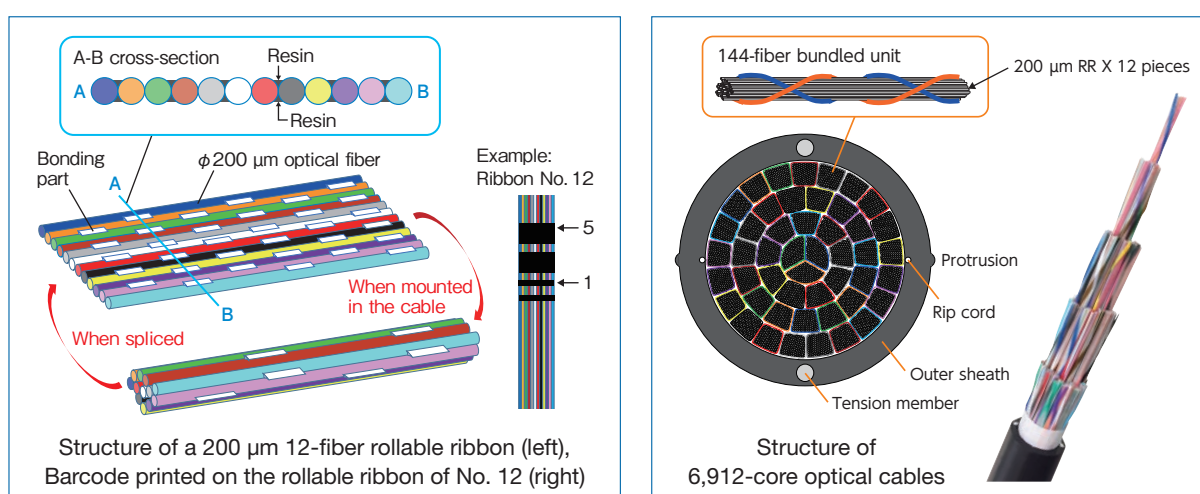 A-B cross-section
Resin
A
B
Resin
Bonding
part
A
φ200 μm optical fiber
Example:
Ribbon No. 12
5
1
B
When mounted
in the cable
When spliced
Structure of a 200 μm 12-fiber rollable ribbon (left),
Barcode printed on the rollable ribbon of No. 12 (right)
144-fiber bundled unit
200 μm RR X 12 pieces
Protrusion
Rip cord
Outer sheath
Tension member
Structure of
6,912-core optical cables